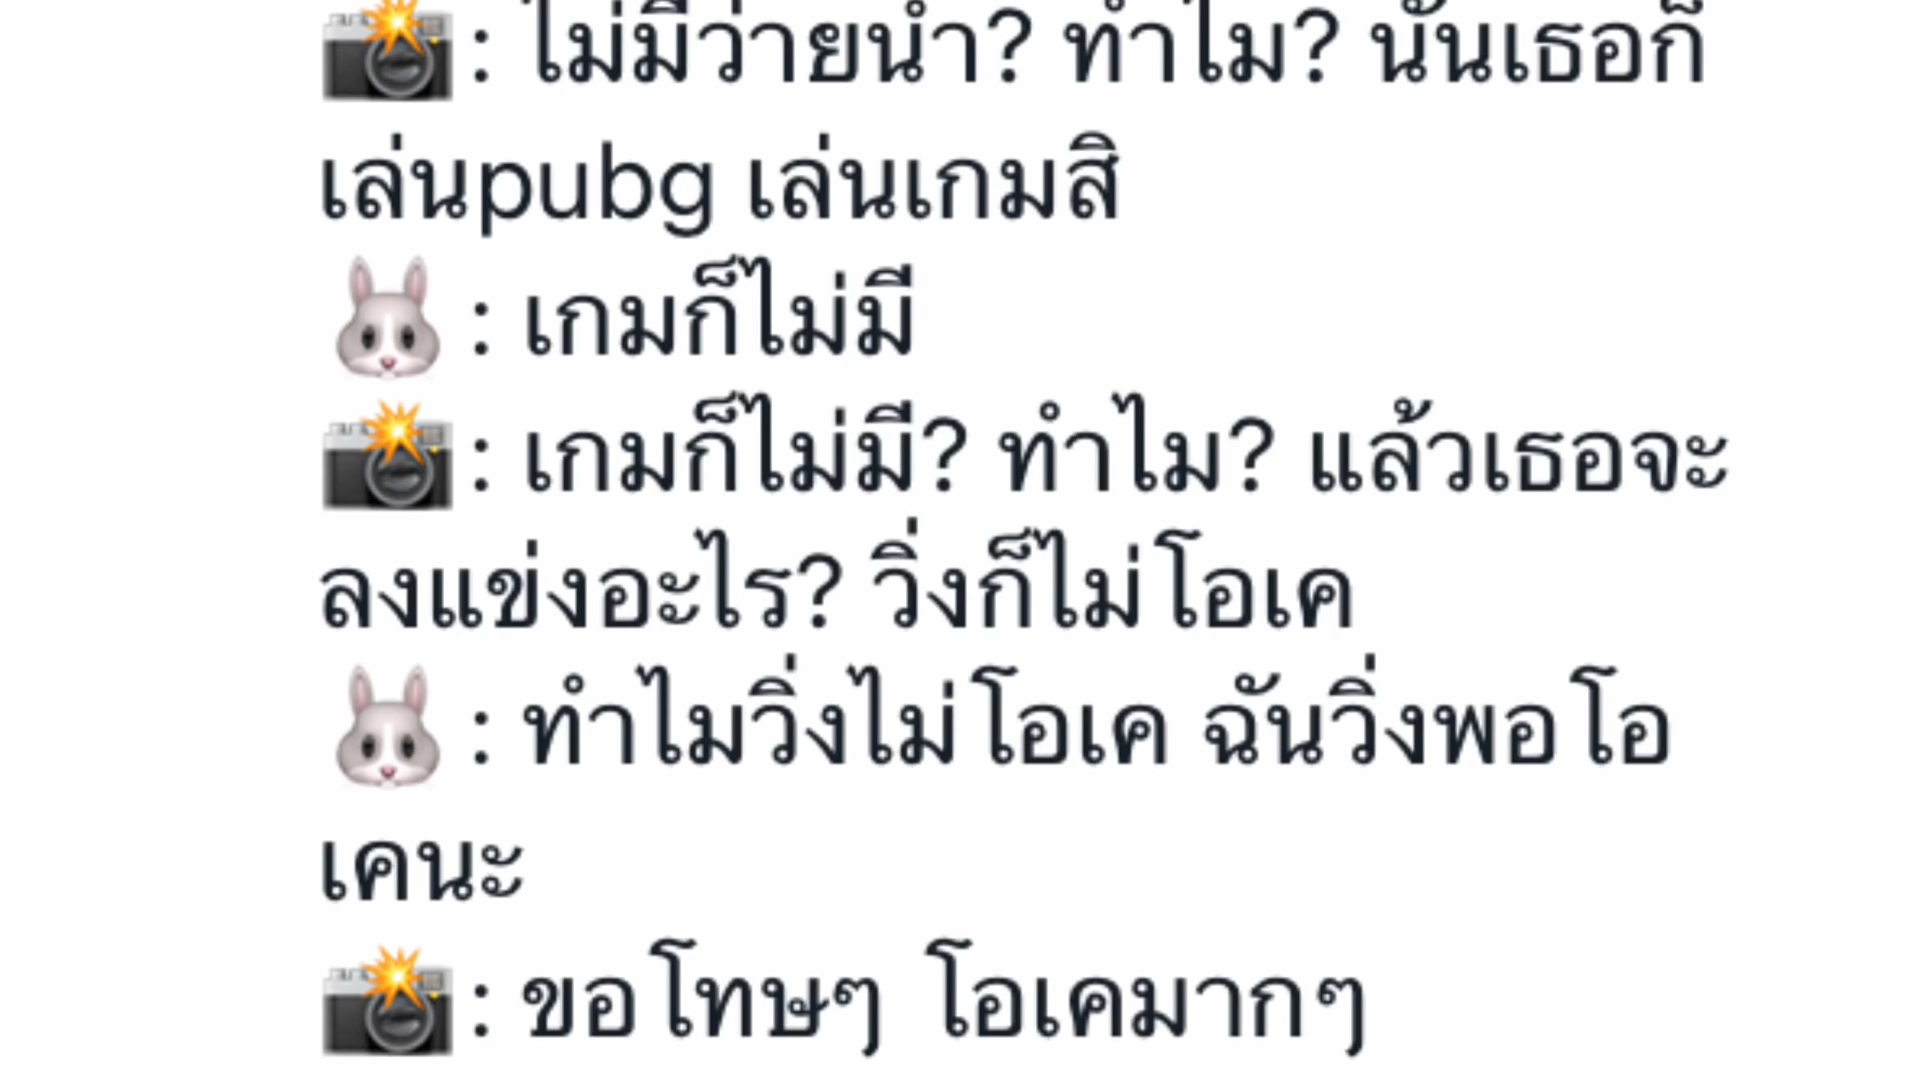 📸: ไม่มีว่ายน้ำ? ทำไม? นั้นเธอก็
เล่นpubg เล่นเกมสิ
🐰: เกมก็ไม่มี
📸: เกมก็ไม่มี? ทำไม? แล้วเธอจะ
ลงแข่งอะไร? วิ่งก็ไม่โอเค
🐰: ทำไมวิ่งไม่โอเค ฉันวิ่งพอโอ
เคนะ
📸: ขอโทษๆ โอเคมากๆ